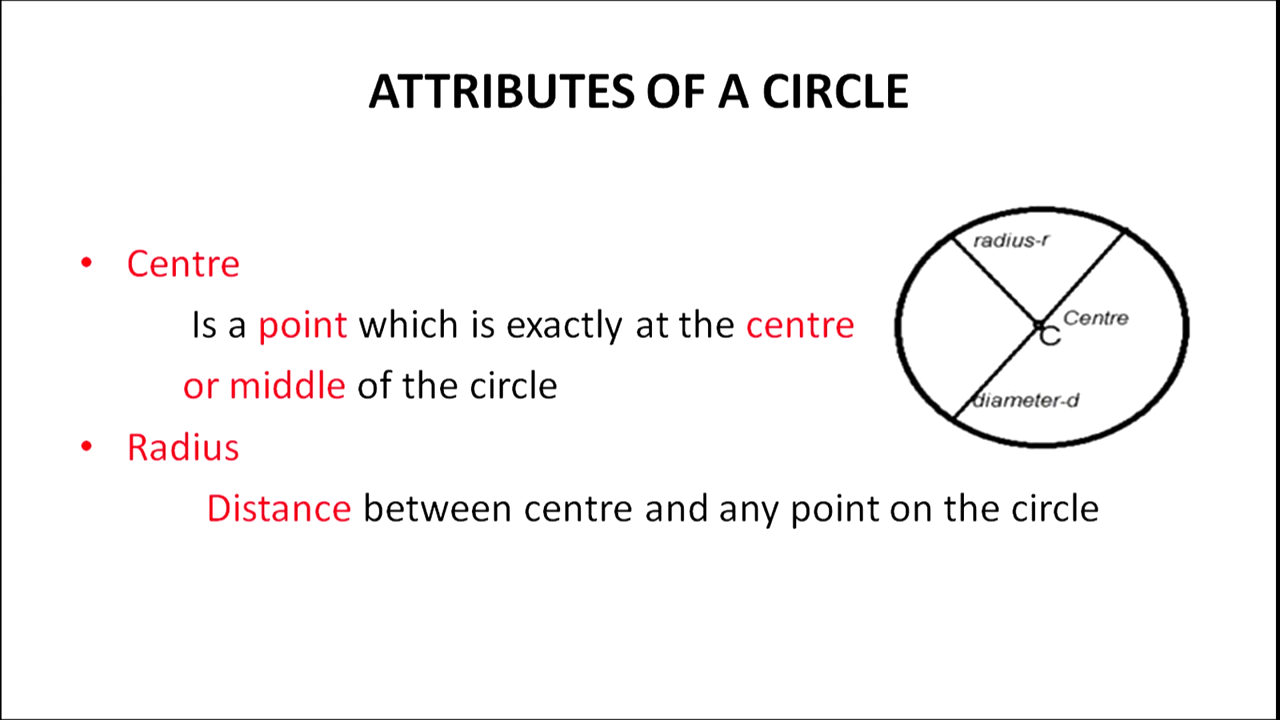 ATTRIBUTES OF A CIRCLE
• Centre
Is a point which is exactly at the centre
or middle of the circle
• Radius
Distance between centre and any point on the circle
radius-r
Centre
C
diameter-d